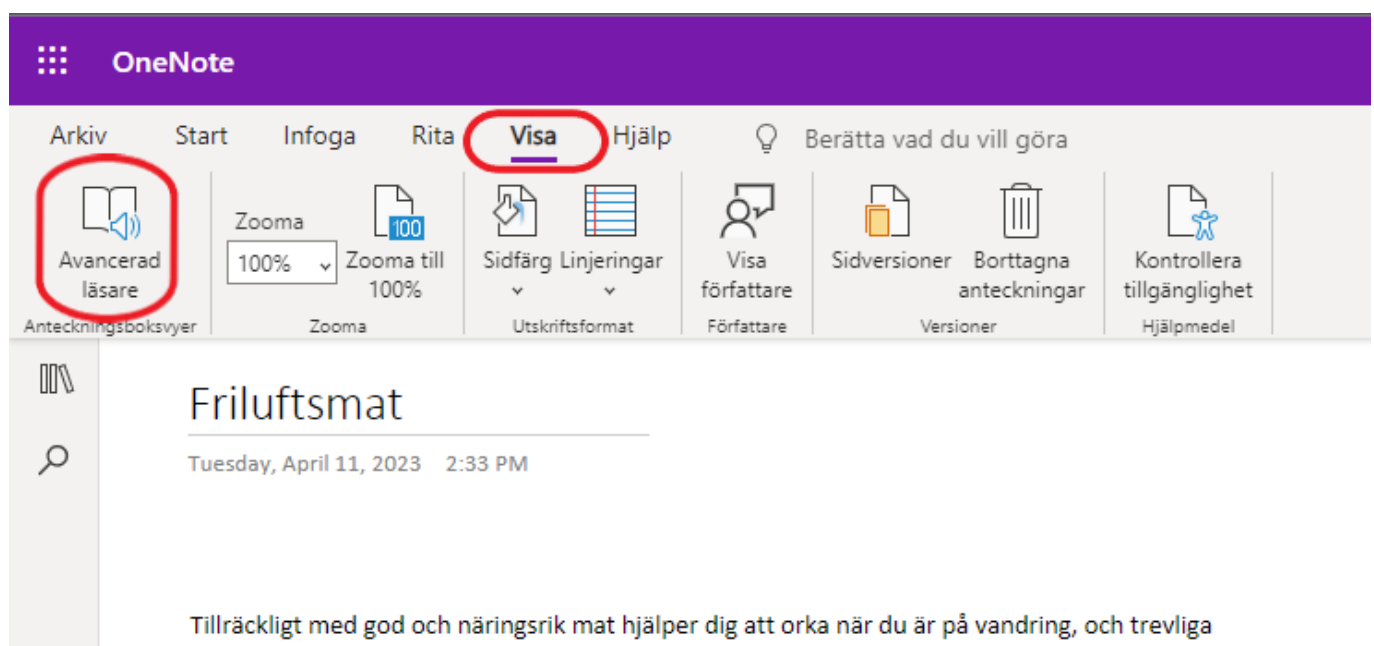 OneNote
Arkiv Start Infoga Rita Visa Hjälp Berätta vad du vill göra
Avancerad läsare
Anteckningsboksvyer
Zooma
100%
100
Zooma till 100%
Zooma
Sidfärg Linjeringar
Utskriftsformat
Visa författare
Författare
Sidversioner
Borttagna anteckningar
Versioner
Kontrollera tillgänglighet
Hjälpmedel
Friluftsmat
Tuesday, April 11, 2023 2:33 PM
Tillräckligt med god och näringsrik mat hjälper dig att orka när du är på vandring, och trevliga